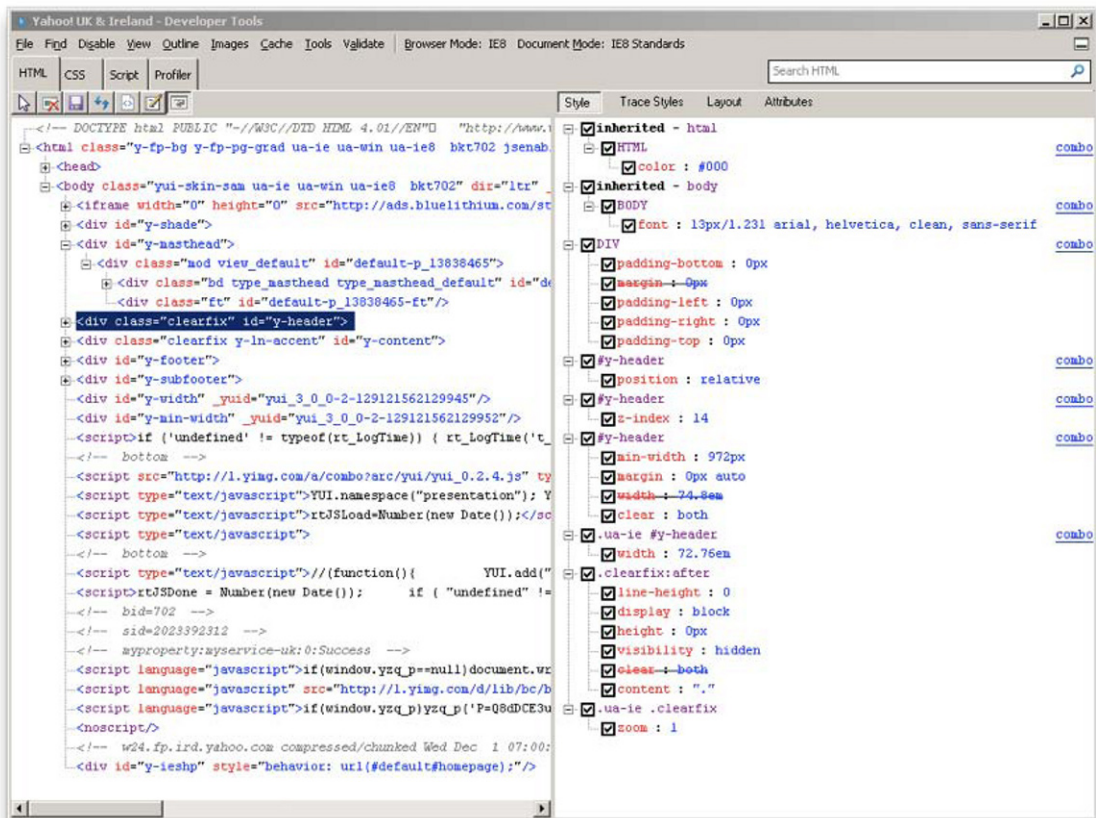 Yahoo! UK & Ireland - Developer Tools
File Find Disable View Outline Images Cache Tools Validate Browser Mode: IE8 Document Mode: IE8 Standards
HTML CSS Script Profiler
Search HTML
Style Trace Styles Layout Attributes
<!-- DOCTYPE html PUBLIC "-//W3C//DTD HTML 4.01//EN"□ "http://www.
<html class="y-fp-bg y-fp-pg-grad ua-ie ua-win ua-ie8 bkt702 jsenab
<head>
<body class="yui-skin-sam ua-ie ua-win ua-ie8 bkt702" dir="ltr" _
<iframe width="0" height="0" src="http://ads.bluelithium.com/st
<div id="y-shade">
<div id="y-masthead">
<div class="mod view_default" id="default-p_13838465">
<div class="bd type_masthead type_masthead_default" id="de
<div class="ft" id="default-p_13838465-ft"/>
<div class="clearfix" id="y-header">
<div class="clearfix y-ln-accent" id="y-content">
<div id="y-footer">
<div id="y-subfooter">
<div id="y-width" _yuid="yui_3_0_0-2-129121562129945"/>
<div id="y-min-width" _yuid="yui_3_0_0-2-129121562129952"/>
<script>if ('undefined' != typeof(rt_LogTime)) { rt_LogTime('t_
<!-- bottom -->
<script src="http://l.yimg.com/a/combo?arc/yui/yui_0.2.4.js" ty
<script type="text/javascript">YUI.namespace("presentation"); Y
<script type="text/javascript">rtJSLoad=Number(new Date());</sc
<script type="text/javascript">
<!-- bottom -->
<script type="text/javascript">//(function(){ YUI.add("
<script>rtJSDone = Number(new Date()); if ( "undefined" !=
<!-- bid=702 -->
<!-- sid=2023392312 -->
<!-- myproperty:myservice-uk:0:Success -->
<script language="javascript">if(window.yzq_p==null)document.wr
<script language="javascript" src="http://l.yimg.com/d/lib/bc/b
<script language="javascript">if(window.yzq_p)yzq_p('P=Q8dDCE3u
<noscript/>
<!-- w24.fp.ird.yahoo.com compressed/chunked Wed Dec 1 07:00:
<div id="y-ieshp" style="behavior: url(#default#homepage);"/>
inherited - html
HTML combo
color : #000
inherited - body
BODY combo
font : 13px/1.231 arial, helvetica, clean, sans-serif
DIV combo
padding-bottom : 0px
margin : 0px
padding-left : 0px
padding-right : 0px
padding-top : 0px
#y-header combo
position : relative
#y-header combo
z-index : 14
#y-header combo
min-width : 972px
margin : 0px auto
width : 74.8em
clear : both
.ua-ie #y-header combo
width : 72.76em
.clearfix:after
line-height : 0
display : block
height : 0px
visibility : hidden
clear : both
content : "."
.ua-ie .clearfix
zoom : 1